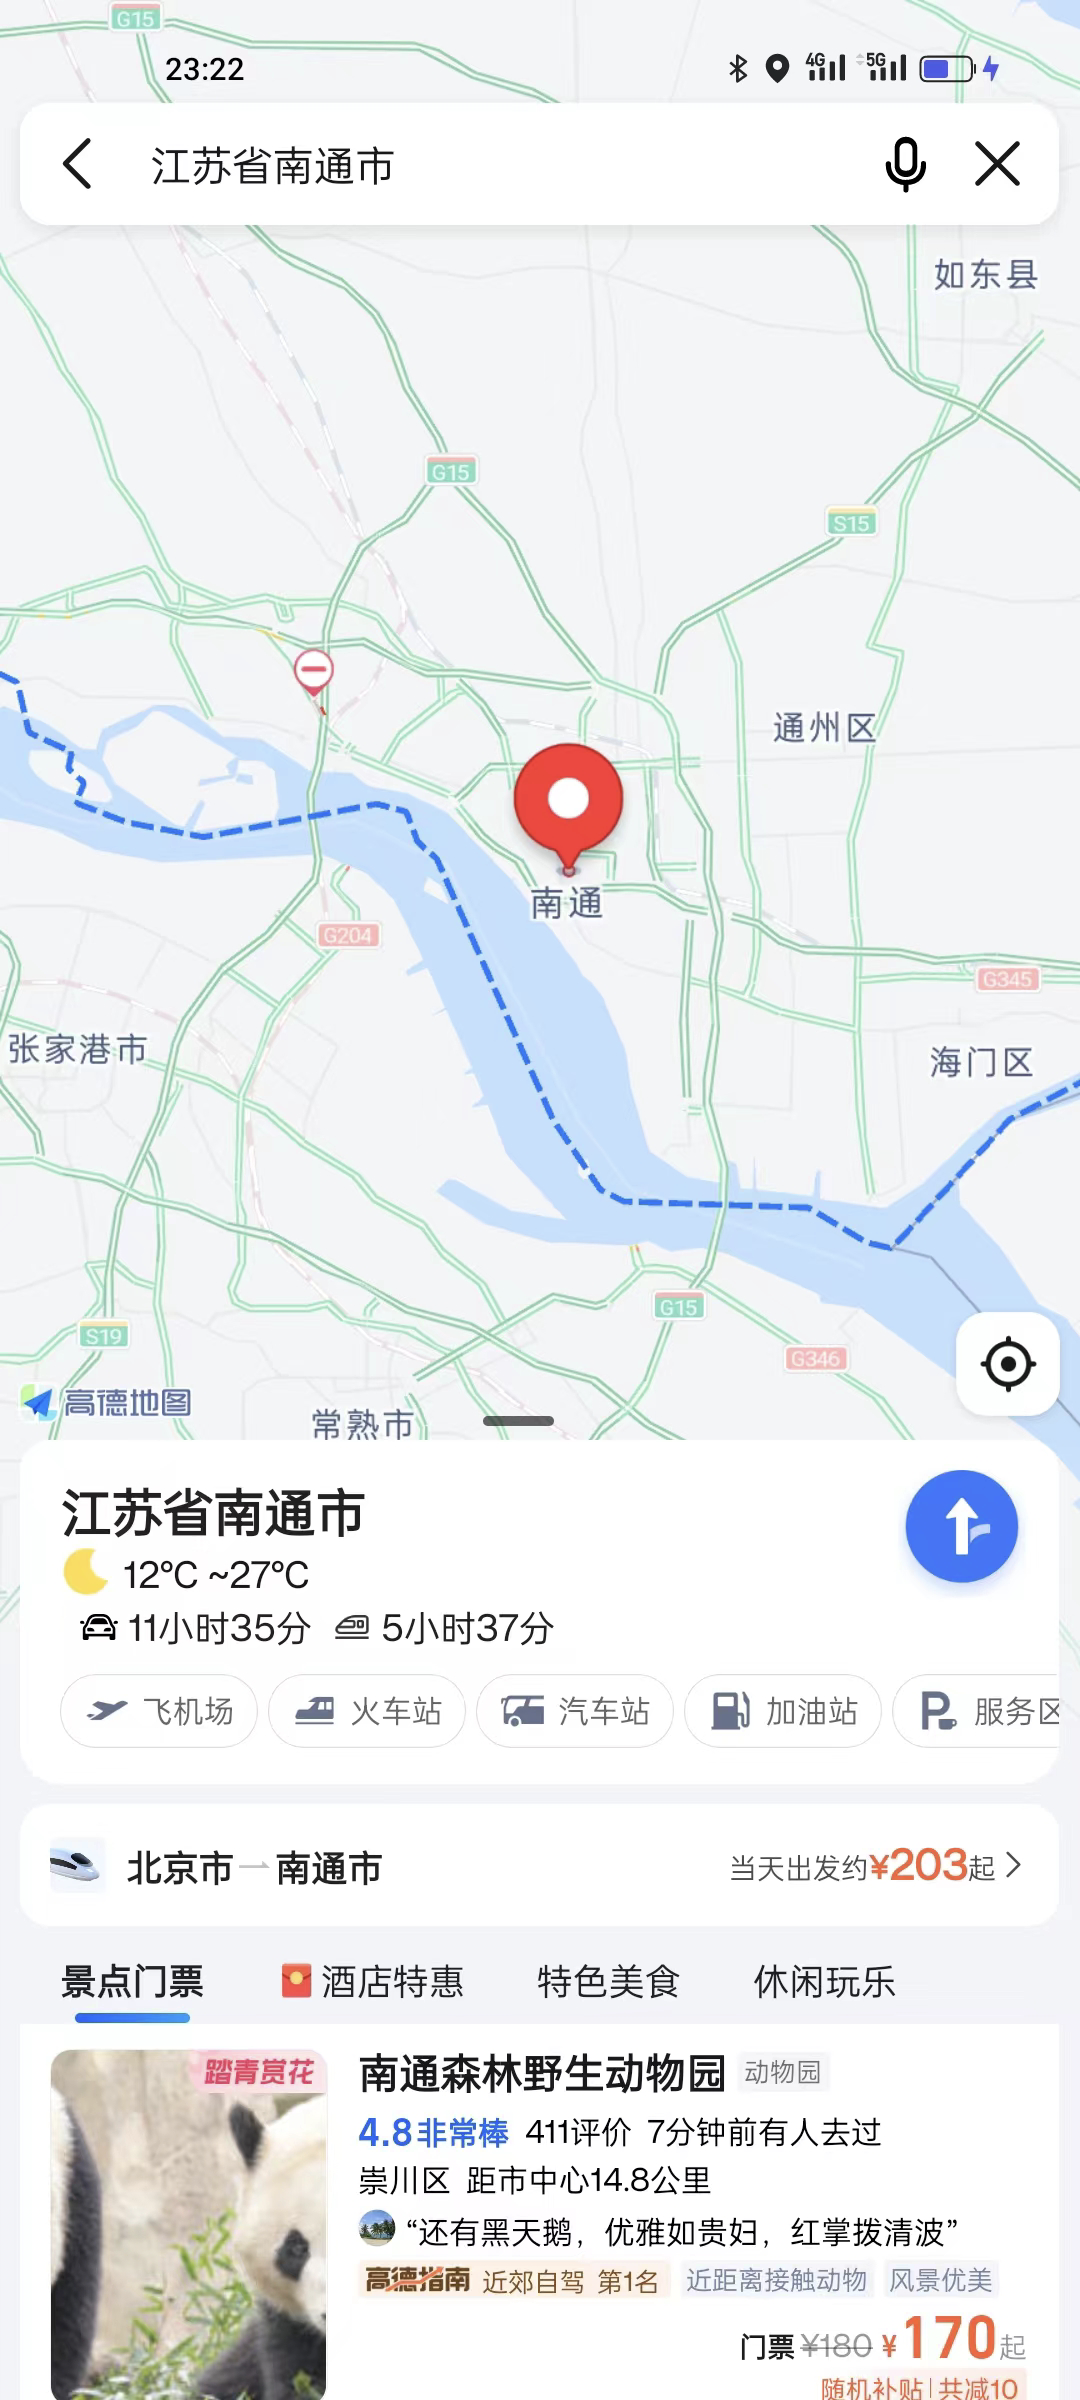 G15
23:22
4G 5G
江苏省南通市
如东县
G15
S15
通州区
南通
G204
G345
张家港市
海门区
G15
S19
G346
高德地图
常熟市
江苏省南通市
12℃ ~27℃
11小时35分 5小时37分
飞机场 火车站 汽车站 加油站 服务区
北京市 南通市 当天出发约¥203起
景点门票 酒店特惠 特色美食 休闲玩乐
踏青赏花
南通森林野生动物园 动物园
4.8非常棒 411评价 7分钟前有人去过
崇川区 距市中心14.8公里
“还有黑天鹅，优雅如贵妇，红掌拨清波”
高德指南 近郊自驾 第1名 近距离接触动物 风景优美
门票 ¥180 ¥170起
随机补贴 | 共减10